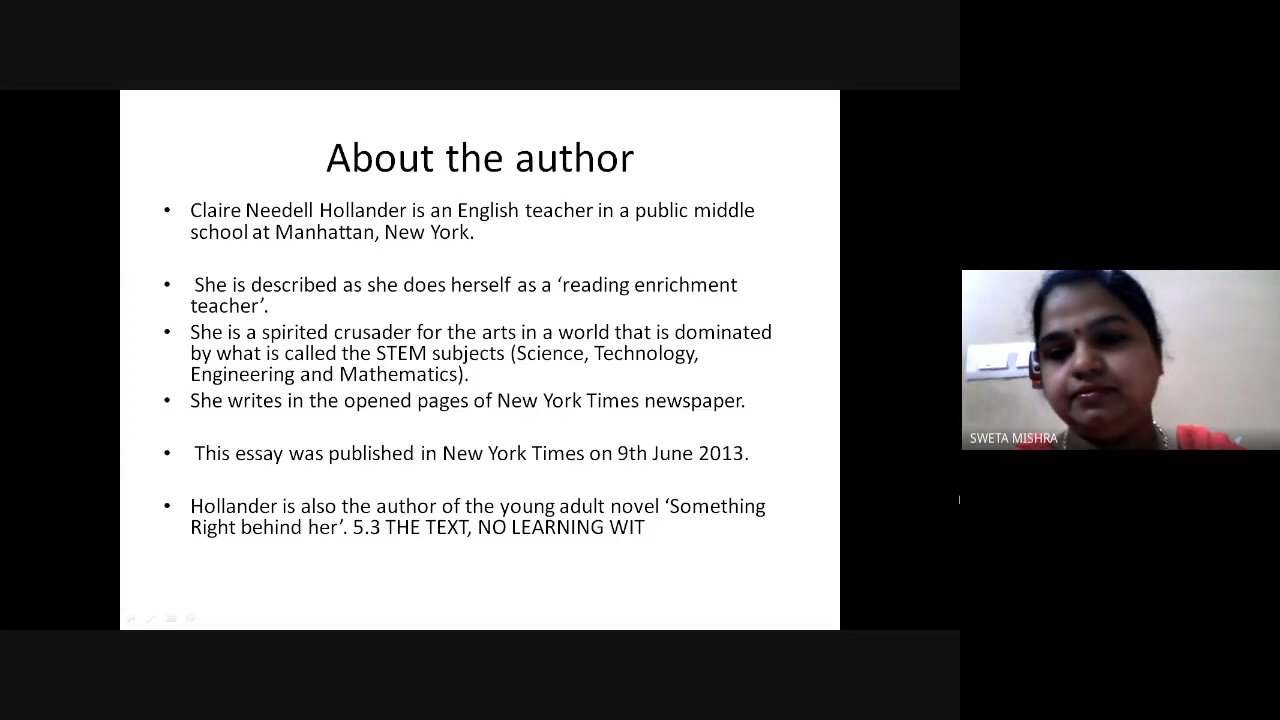 About the author
• Claire Needell Hollander is an English teacher in a public middle
school at Manhattan, New York.
• She is described as she does herself as a ‘reading enrichment
teacher’.
• She is a spirited crusader for the arts in a world that is dominated
by what is called the STEM subjects (Science, Technology,
Engineering and Mathematics).
• She writes in the opened pages of New York Times newspaper.
• This essay was published in New York Times on 9th June 2013.
• Hollander is also the author of the young adult novel ‘Something
Right behind her’. 5.3 THE TEXT, NO LEARNING WIT
SWETA MISHRA